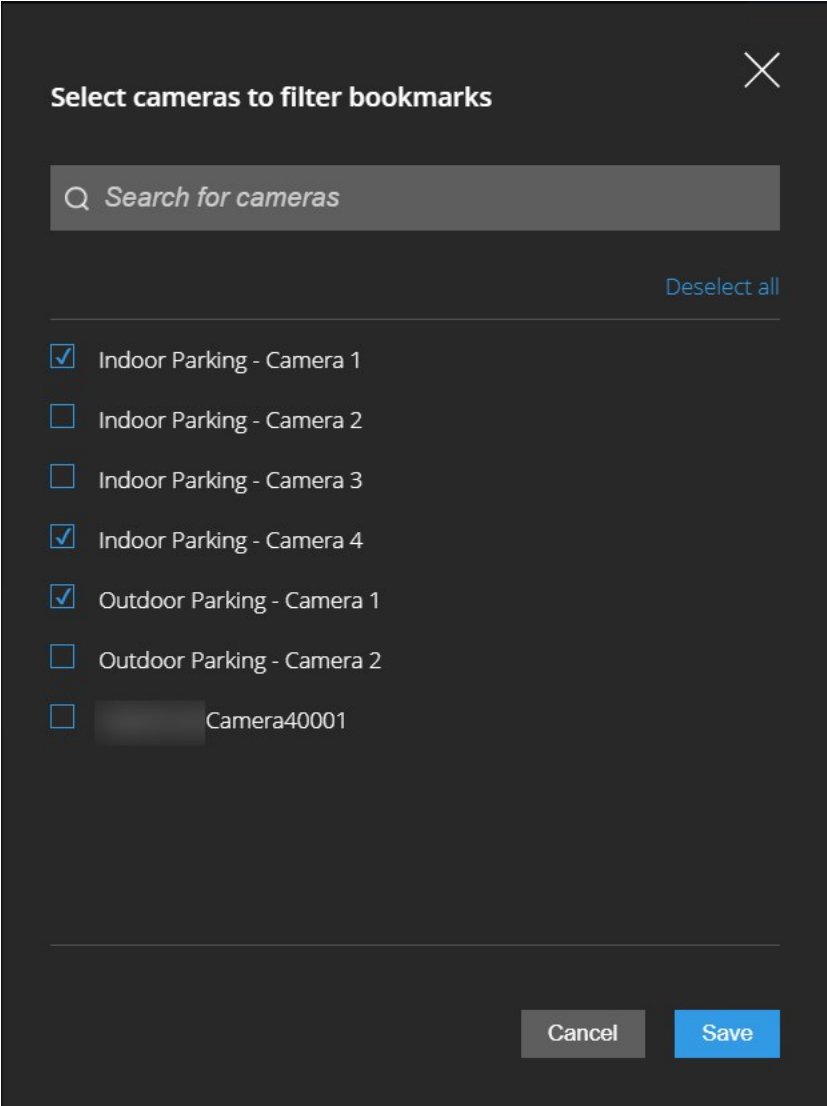 Select cameras to filter bookmarks
Search for cameras
Deselect all
Indoor Parking - Camera 1
Indoor Parking - Camera 2
Indoor Parking - Camera 3
Indoor Parking - Camera 4
Outdoor Parking - Camera 1
Outdoor Parking - Camera 2
Camera40001
Cancel
Save